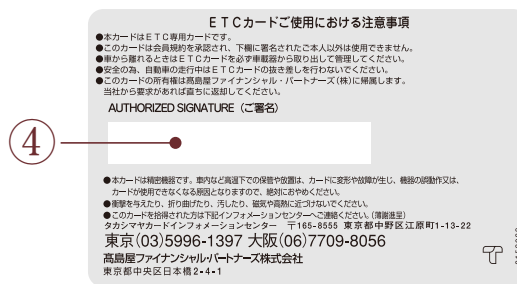 ETCカードご使用における注意事項
●本カードはETC専用カードです。
●このカードは会員規約を承認され、下欄に署名されたご本人以外は使用できません。
●車から離れるときはETCカードを必ず車載器から取り出して管理してください。
●安全の為、自動車の走行中はETCカードの抜き差しを行わないでください。
●このカードの所有権は髙島屋ファイナンシャル・パートナーズ(株)に帰属します。
当社から要求があれば直ちに返却してください。
AUTHORIZED SIGNATURE（ご署名）
④
●本カードは精密機器です。車内など高温下での保管や放置は、カードに変形や故障が生じ、機器の誤動作又は、
カードが使用できなくなる原因となりますので、絶対におやめください。
●衝撃を与えたり、折り曲げたり、汚したり、磁気や高熱に近づけないでください。
●このカードを拾得された方は下記インフォメーションセンターへご連絡ください。(薄謝進呈)
タカシマヤカードインフォメーションセンター 〒165-8555 東京都中野区江原町1-13-22
東京(03)5996-1397 大阪(06)7709-8056
髙島屋ファイナンシャル・パートナーズ株式会社
東京都中央区日本橋2-4-1